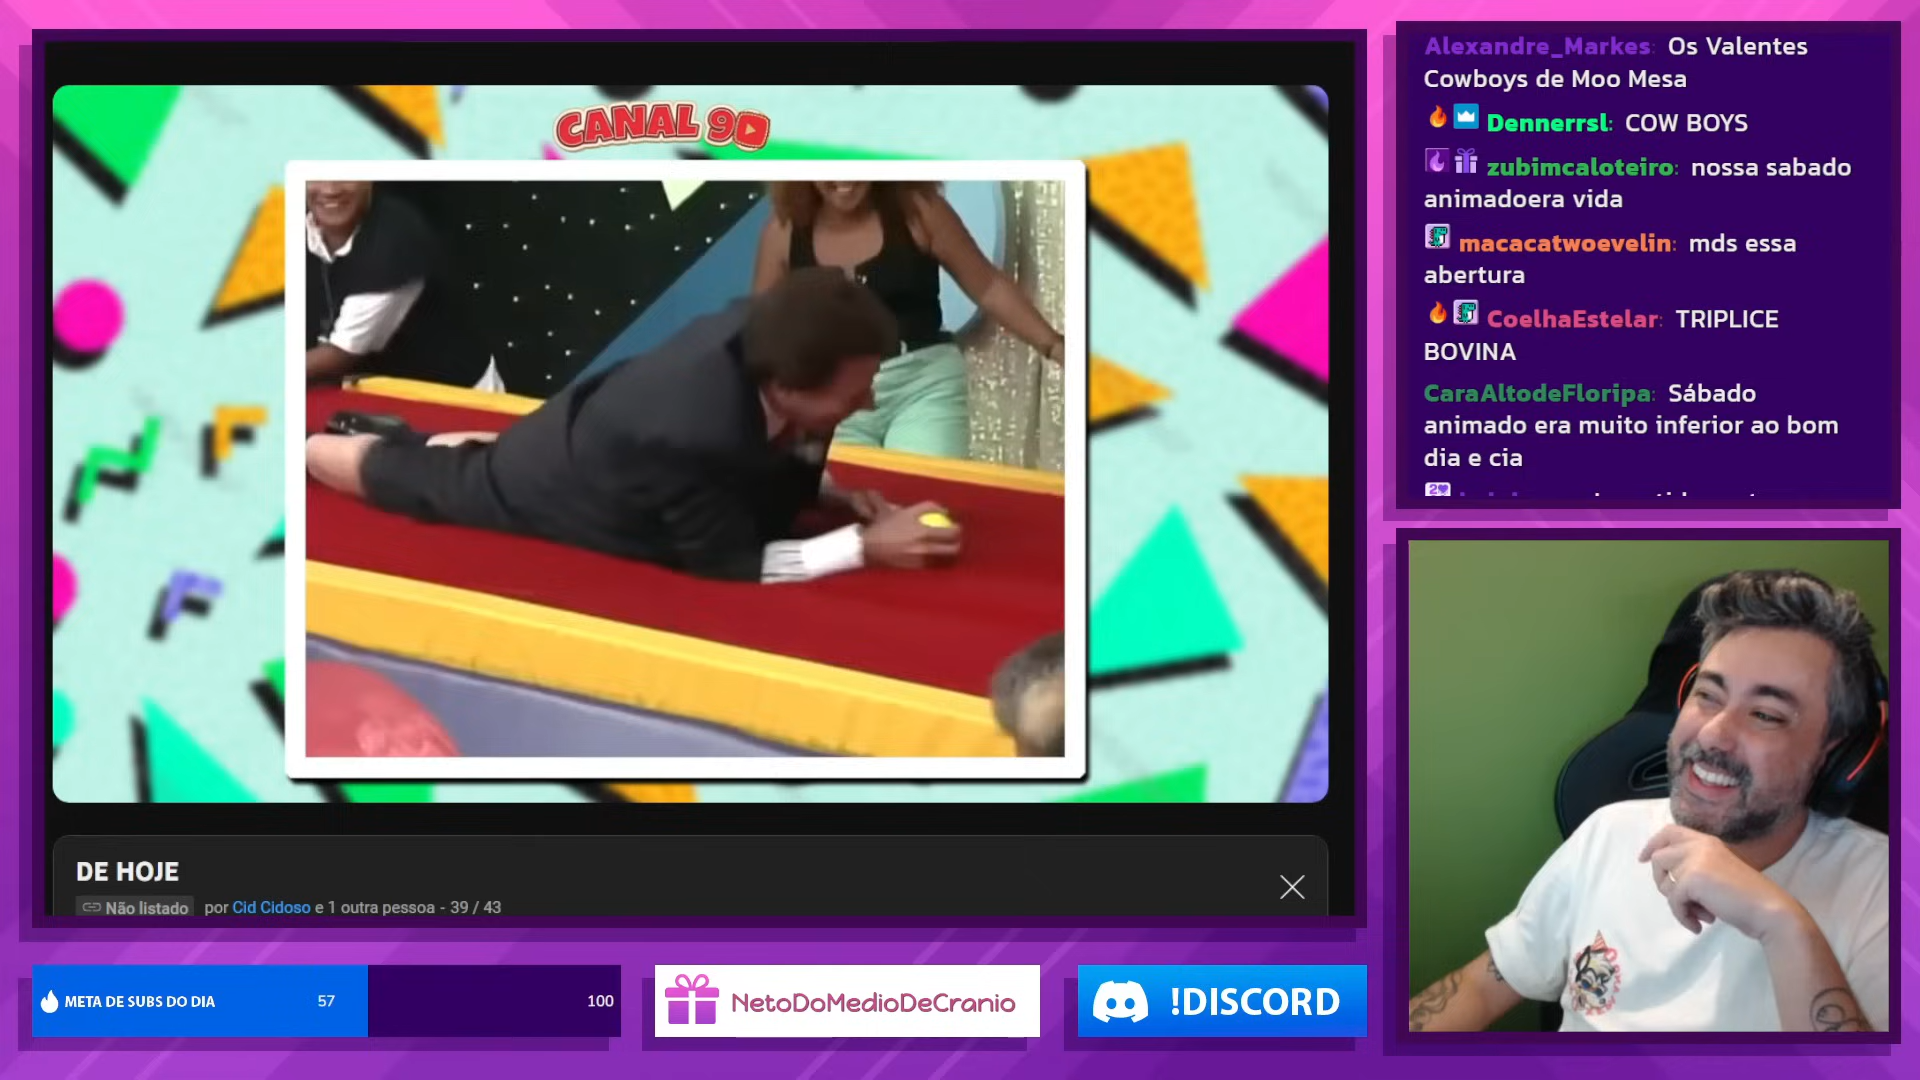 CANAL 90
DE HOJE
Não listado por Cid Cidoso e 1 outra pessoa - 39 / 43
Alexandre_Markes: Os Valentes
Cowboys de Moo Mesa
Dennerrsl: COW BOYS
zubimcaloteiro: nossa sabado
animadoera vida
macacatwoevelin: mds essa
abertura
CoelhaEstelar: TRIPLICE
BOVINA
CaraAltodeFloripa: Sábado
animado era muito inferior ao bom
dia e cia
META DE SUBS DO DIA 57 100
NetoDoMedioDeCranio
!DISCORD